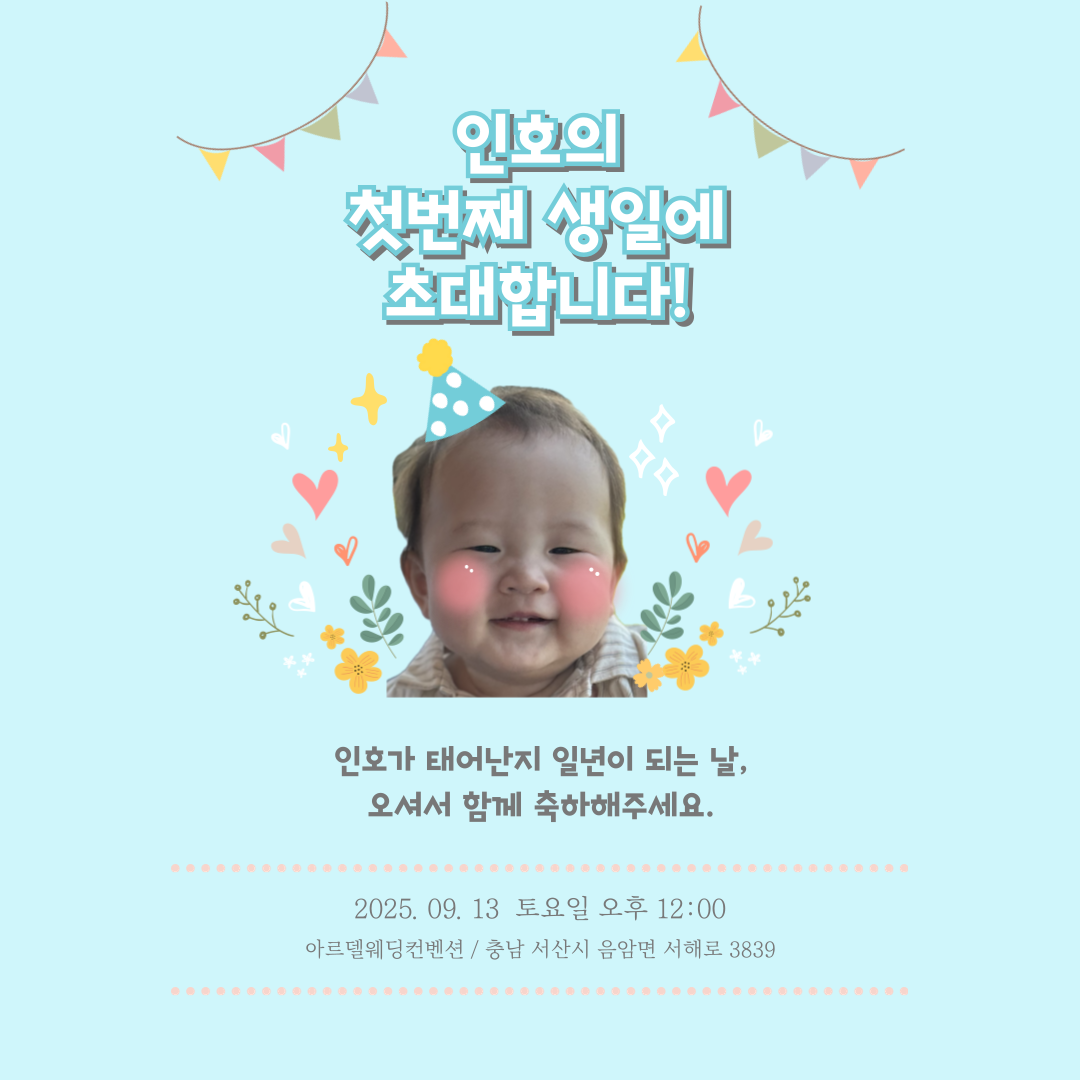 인호의
첫번째 생일에
초대합니다!
인호가 태어난지 일년이 되는 날,
오셔서 함께 축하해주세요.
2025. 09. 13 토요일 오후 12:00
아르델웨딩컨벤션 / 충남 서산시 음암면 서해로 3839